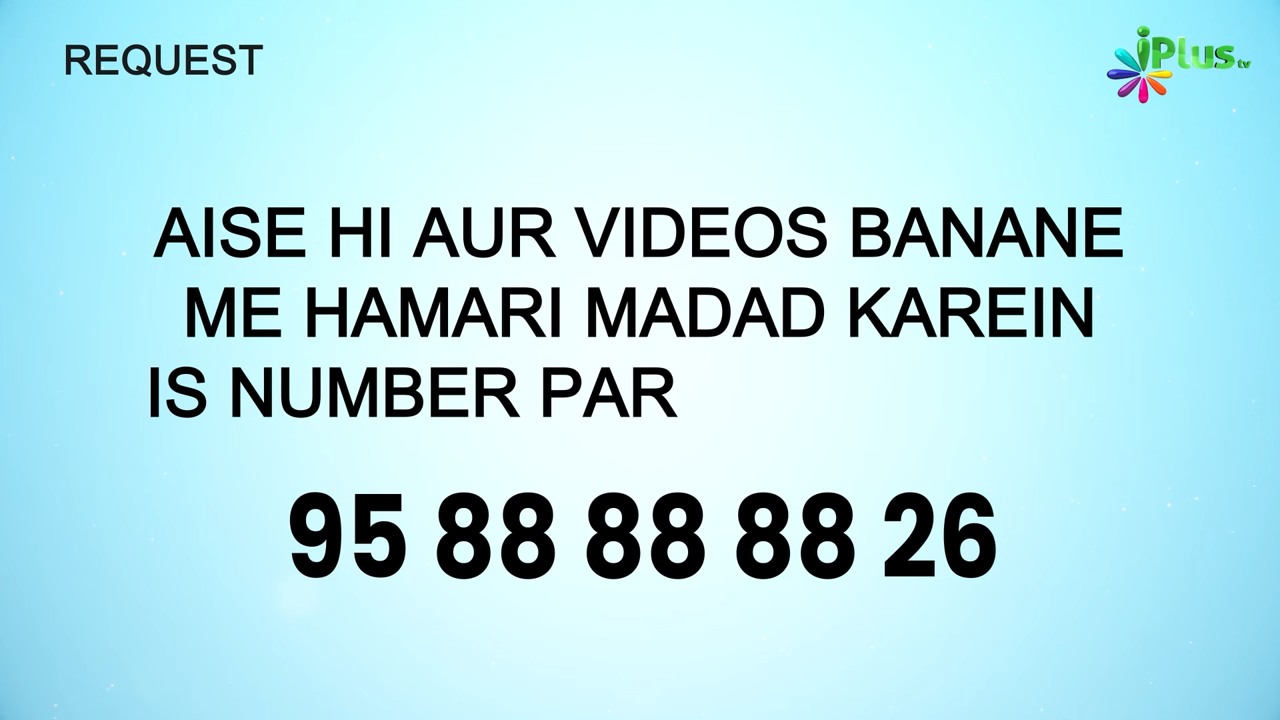 REQUEST
iPlus tv
AISE HI AUR VIDEOS BANANE
ME HAMARI MADAD KAREIN
IS NUMBER PAR
95 88 88 88 26